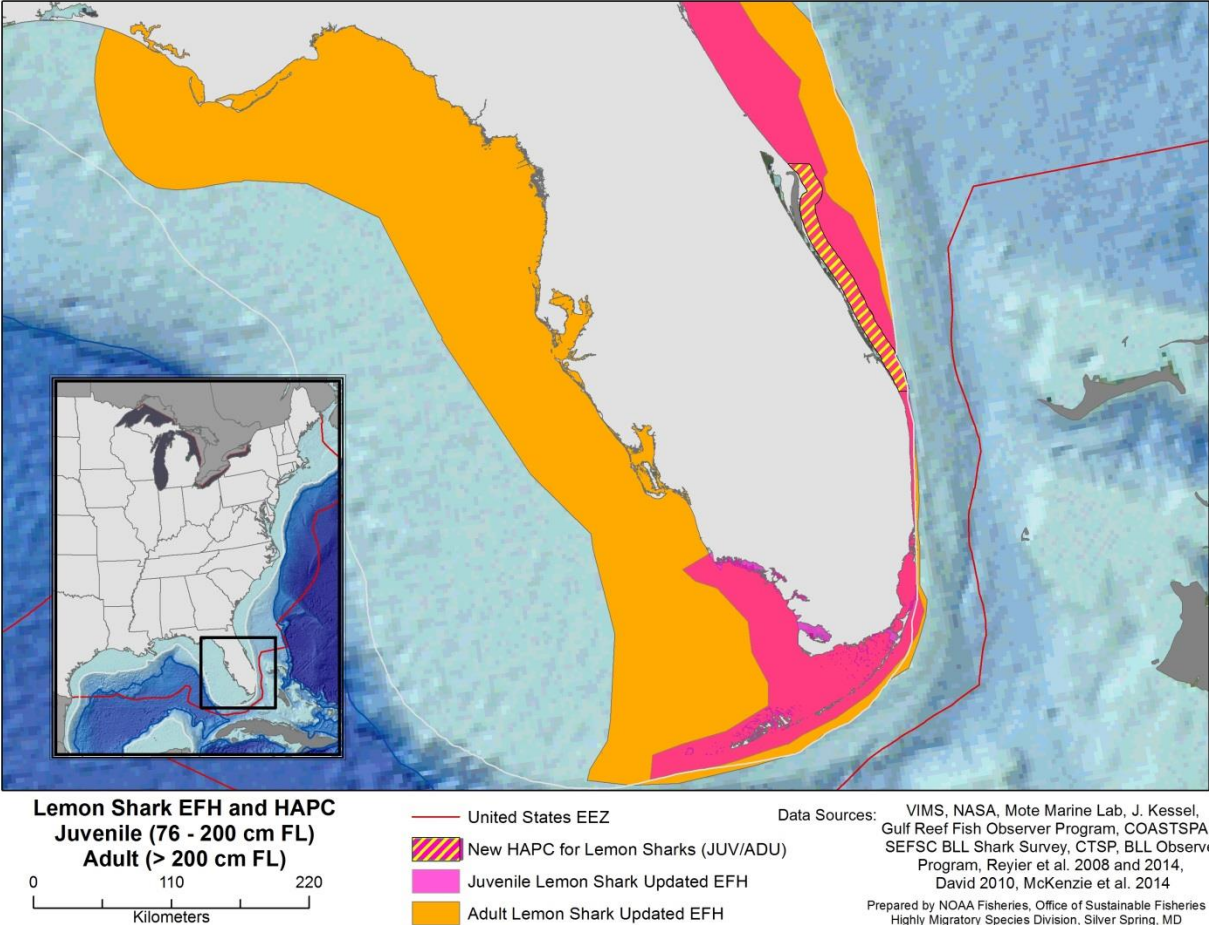 Lemon Shark EFH and HAPC
Juvenile (76 - 200 cm FL)
Adult (> 200 cm FL)
0 110 220
Kilometers
United States EEZ
New HAPC for Lemon Sharks (JUV/ADU)
Juvenile Lemon Shark Updated EFH
Adult Lemon Shark Updated EFH
Data Sources: VIMS, NASA, Mote Marine Lab, J. Kessel,
Gulf Reef Fish Observer Program, COASTSPA
SEFSC BLL Shark Survey, CTSP, BLL Observe
Program, Reyier et al. 2008 and 2014,
David 2010, McKenzie et al. 2014
Prepared by NOAA Fisheries, Office of Sustainable Fisheries
Highly Migratory Species Division, Silver Spring, MD